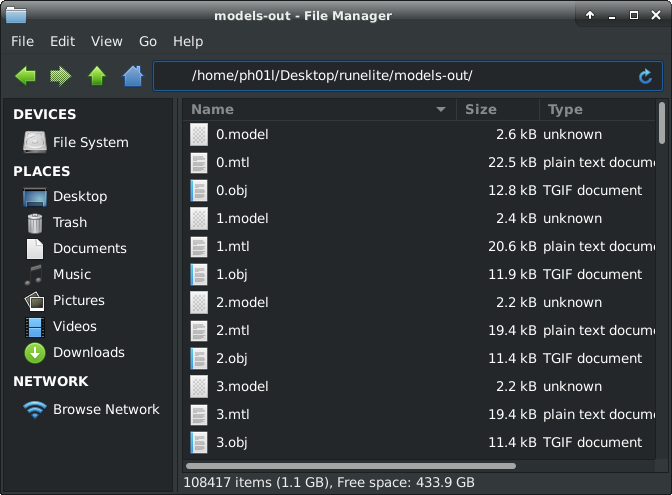 models-out - File Manager
File Edit View Go Help
/home/ph01l/Desktop/runelite/models-out/
DEVICES
File System
PLACES
Desktop
Trash
Documents
Music
Pictures
Videos
Downloads
NETWORK
Browse Network
Name Size Type
0.model 2.6 kB unknown
0.mtl 22.5 kB plain text docum
0.obj 12.8 kB TGIF document
1.model 2.4 kB unknown
1.mtl 20.6 kB plain text docum
1.obj 11.9 kB TGIF document
2.model 2.2 kB unknown
2.mtl 19.4 kB plain text docum
2.obj 11.4 kB TGIF document
3.model 2.2 kB unknown
3.mtl 19.4 kB plain text docum
3.obj 11.4 kB TGIF document
108417 items (1.1 GB), Free space: 433.9 GB